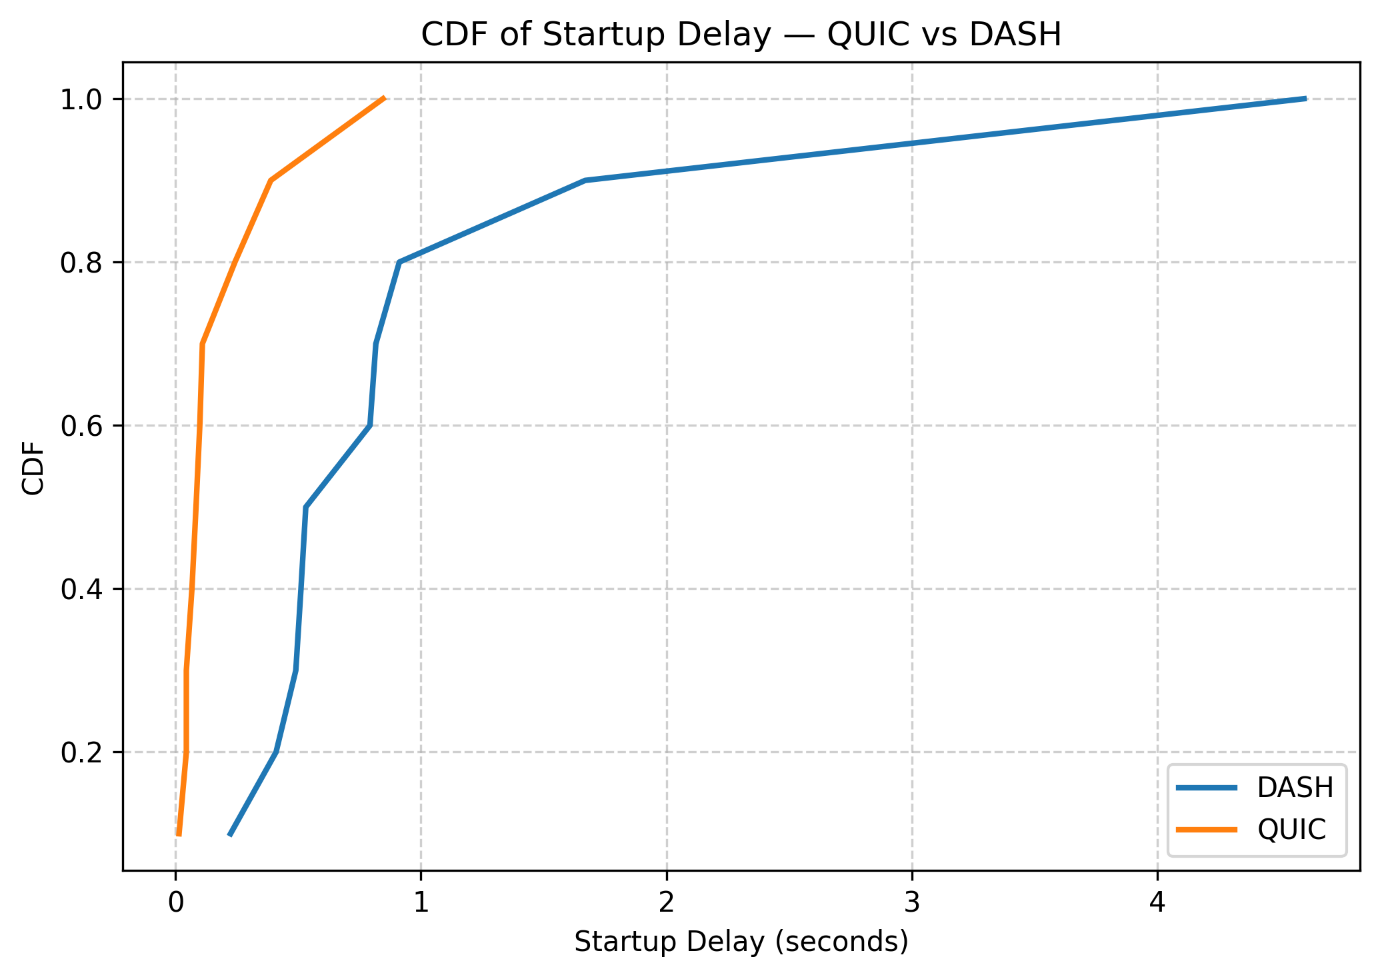 CDF of Startup Delay — QUIC vs DASH
1.0
0.8
0.6
0.4
0.2
CDF
0 1 2 3 4
Startup Delay (seconds)
DASH
QUIC